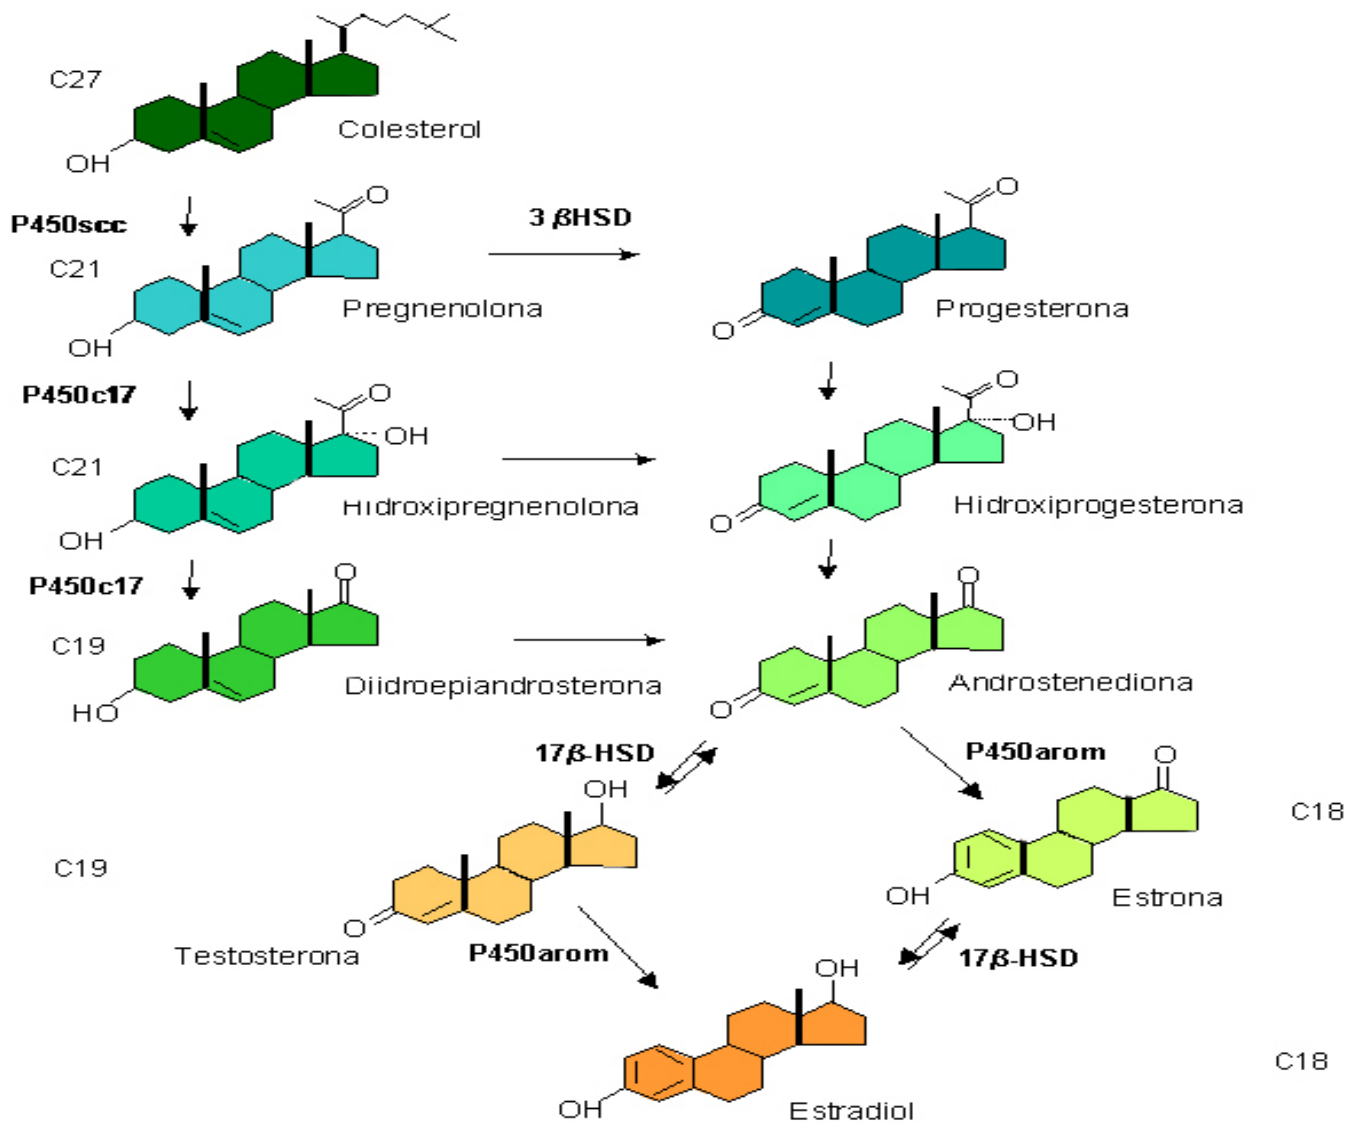 C27
Colesterol
OH
O
O
P450scc
3 βHSD
C21
Pregnenolona
Progesterona
O
OH
P450c17
O
O
OH
OH
C21
Hidroxipregnenolona
Hidroxiprogesterona
O
OH
P450c17
O
O
C19
Diidroepiandrosterona
Androstenediona
HO
O
17β-HSD
P450arom
O
OH
C18
C19
OH
Estrona
O
Testosterona
P450arom
17β-HSD
OH
C18
OH
Estradiol